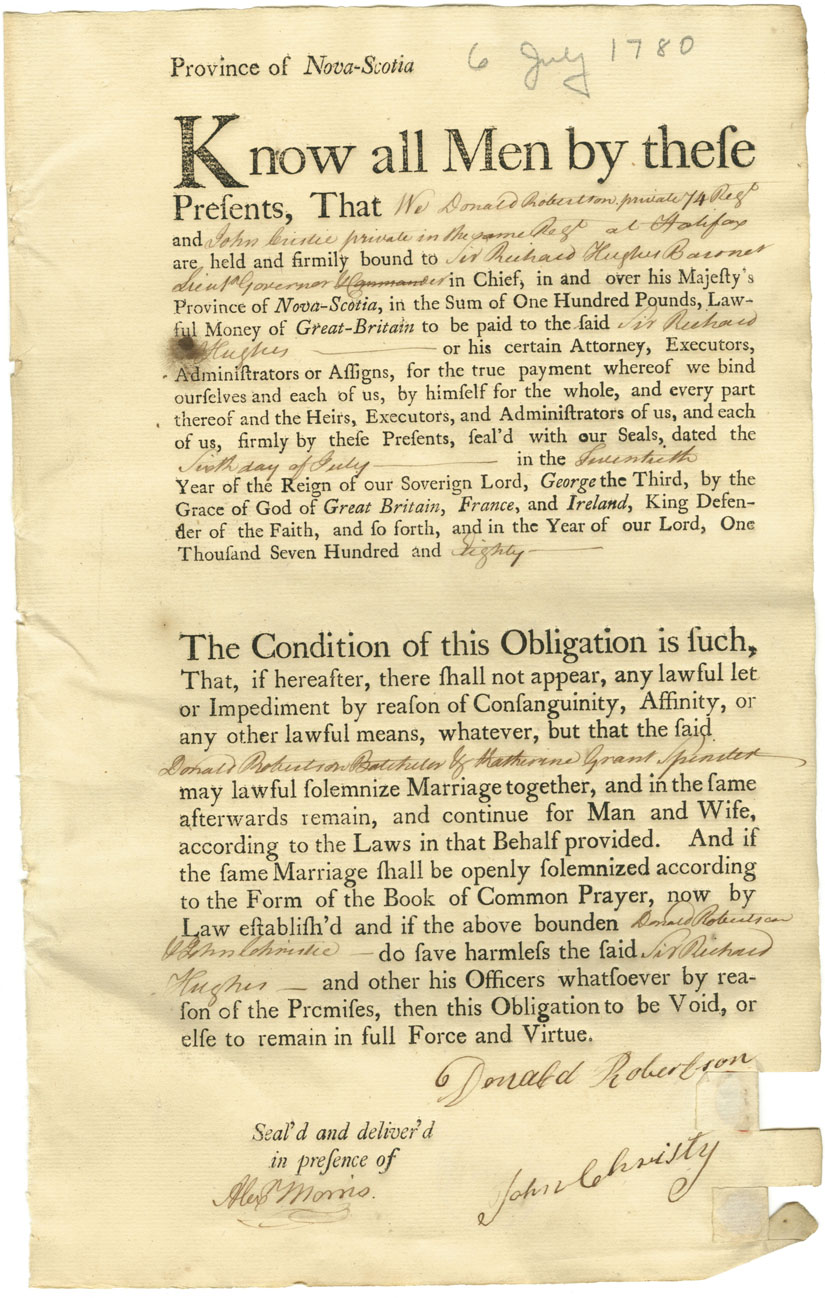 Province of Nova-Scotia 6 July 1780
Know all Men by theſe
Preſents, That We Donald Robertson private 74 Regt
and John Cristie private in the same Regt at Halifax
are held and firmily bound to Sir Richard Hughes Baronet
Lieut. Governor & Commander in Chief, in and over his Majeſty's
Province of Nova-Scotia, in the Sum of One Hundred Pounds, Law-
ful Money of Great-Britain to be paid to the ſaid Sir Richard
Hughes — or his certain Attorney, Executors,
Adminiſtrators or Aſſigns, for the true payment whereof we bind
ourſelves and each of us, by himſelf for the whole, and every part
thereof and the Heirs, Executors, and Adminiſtrators of us, and each
of us, firmly by theſe Preſents, ſeal'd with our Seals, dated the
Sixth day of July — in the Twentieth
Year of the Reign of our Soverign Lord, George the Third, by the
Grace of God of Great Britain, France, and Ireland, King Defen-
der of the Faith, and ſo forth, and in the Year of our Lord, One
Thouſand Seven Hundred and Eighty —
The Condition of this Obligation is ſuch,
That, if hereafter, there ſhall not appear, any lawful let
or Impediment by reaſon of Conſanguinity, Affinity, or
any other lawful means, whatever, but that the ſaid
Donald Robertson Batchelor & Katherine Grant Spinster
may lawful ſolemnize Marriage together, and in the ſame
afterwards remain, and continue for Man and Wife,
according to the Laws in that Behalf provided. And if
the ſame Marriage ſhall be openly ſolemnized according
to the Form of the Book of Common Prayer, now by
Law eſtabliſh'd and if the above bounden Donald Robertson
& John Christie — do ſave harmleſs the ſaid Sir Richard
Hughes — and other his Officers whatſoever by rea-
ſon of the Premiſes, then this Obligation to be Void, or
elſe to remain in full Force and Virtue.
Donald Robertson
Seal'd and deliver'd
in preſence of
Alexr Morris.
John Christy